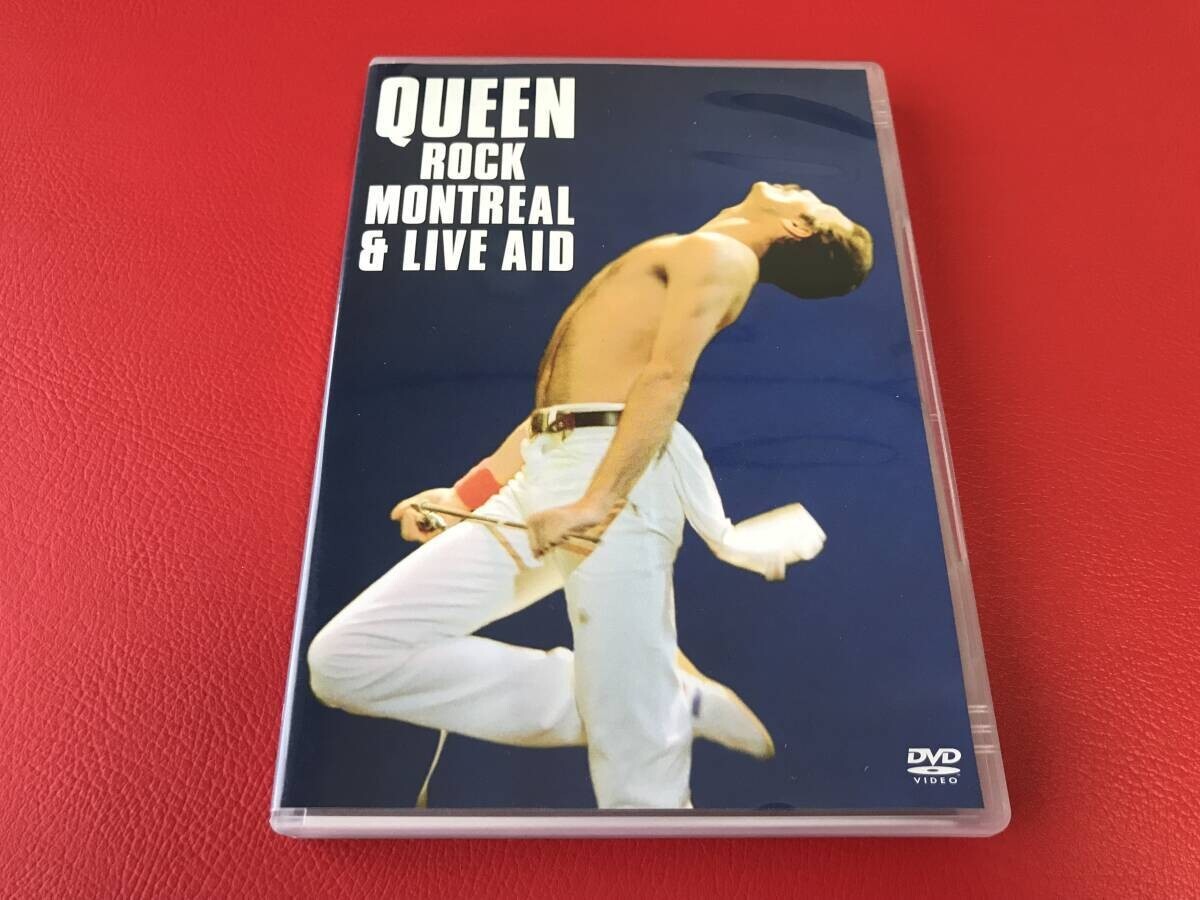 QUEEN
ROCK
MONTREAL
& LIVE AID
DVD
VIDEO